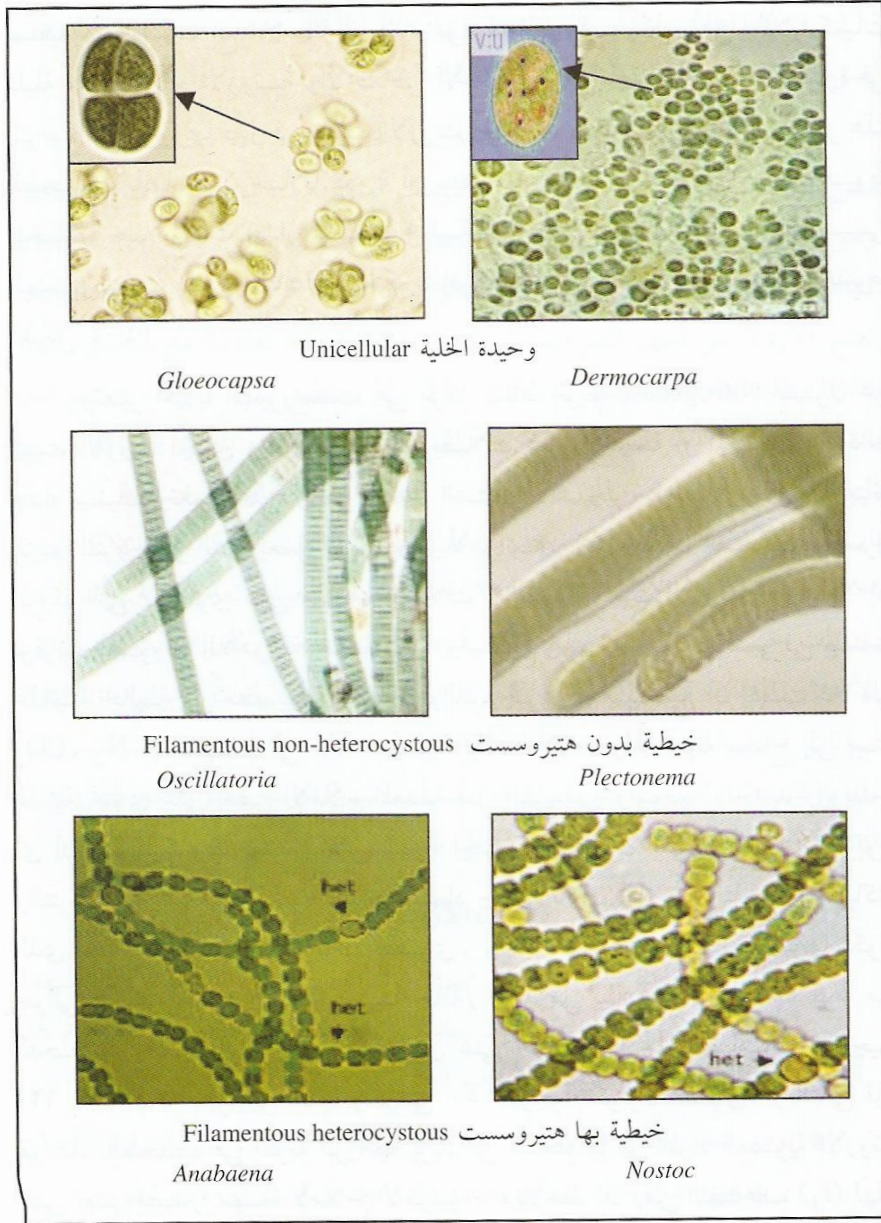 V:U
وحيدة الخلية Unicellular
Gloeocapsa Dermocarpa
خيطية بدون هتيروسست Filamentous non-heterocystous
Oscillatoria Plectonema
het
het
het
خيطية بها هتيروسست Filamentous heterocystous
Anabaena Nostoc